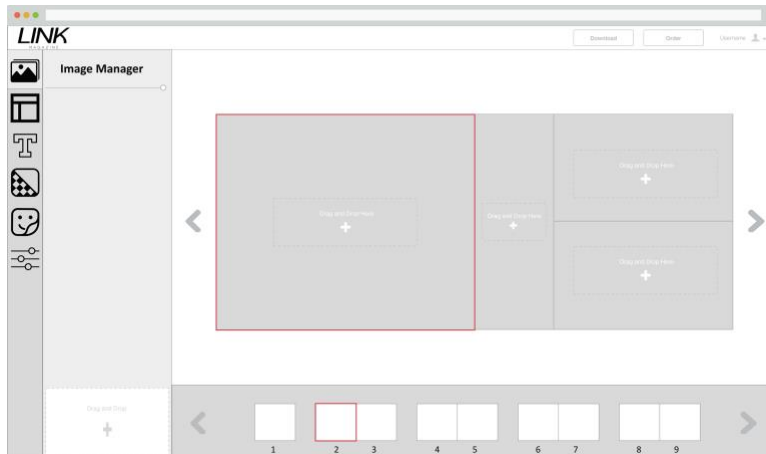 LINK
MAGAZINE
Download
Order
Username
Image Manager
Drag and Drop Here
Drag and Drop Here
Drag and Drop Here
Drag and Drop Here
Drag and Drop
1 2 3 4 5 6 7 8 9